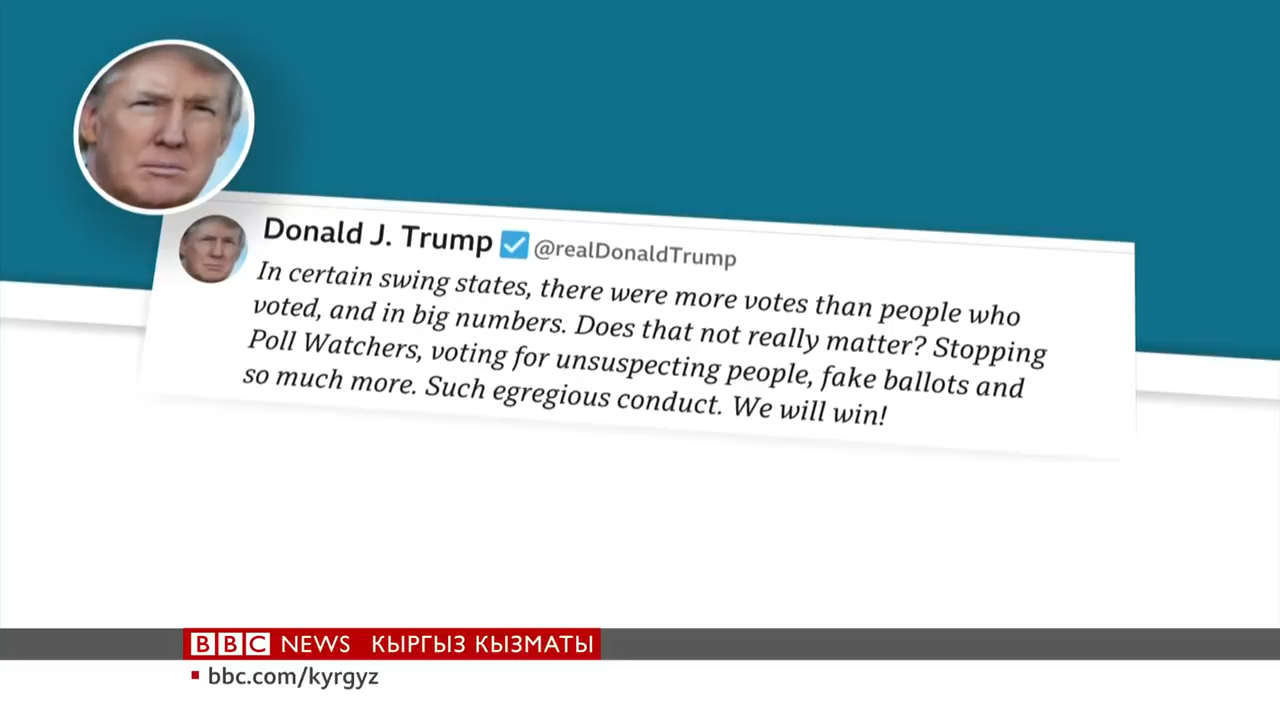 Donald J. Trump @realDonaldTrump
In certain swing states, there were more votes than people who
voted, and in big numbers. Does that not really matter? Stopping
Poll Watchers, voting for unsuspecting people, fake ballots and
so much more. Such egregious conduct. We will win!
BBC NEWS КЫРГЫЗ КЫЗМАТЫ
bbc.com/kyrgyz